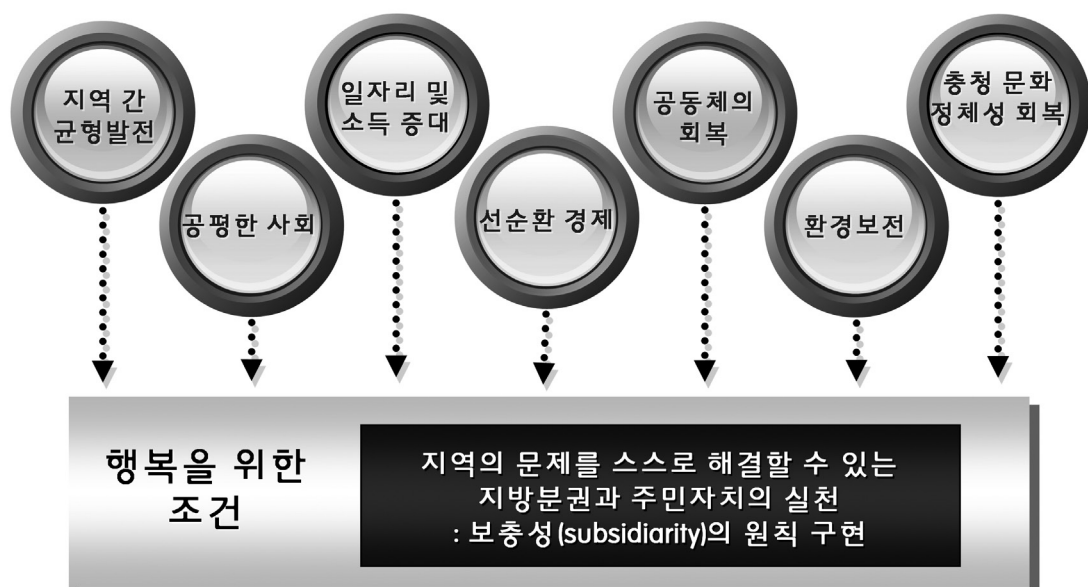 지역 간
균형발전
공평한 사회
일자리 및
소득 증대
선순환 경제
공동체의
회복
환경보전
충청 문화
정체성 회복
행복을 위한
조건
지역의 문제를 스스로 해결할 수 있는
지방분권과 주민자치의 실천
: 보충성(subsidiarity)의 원칙 구현